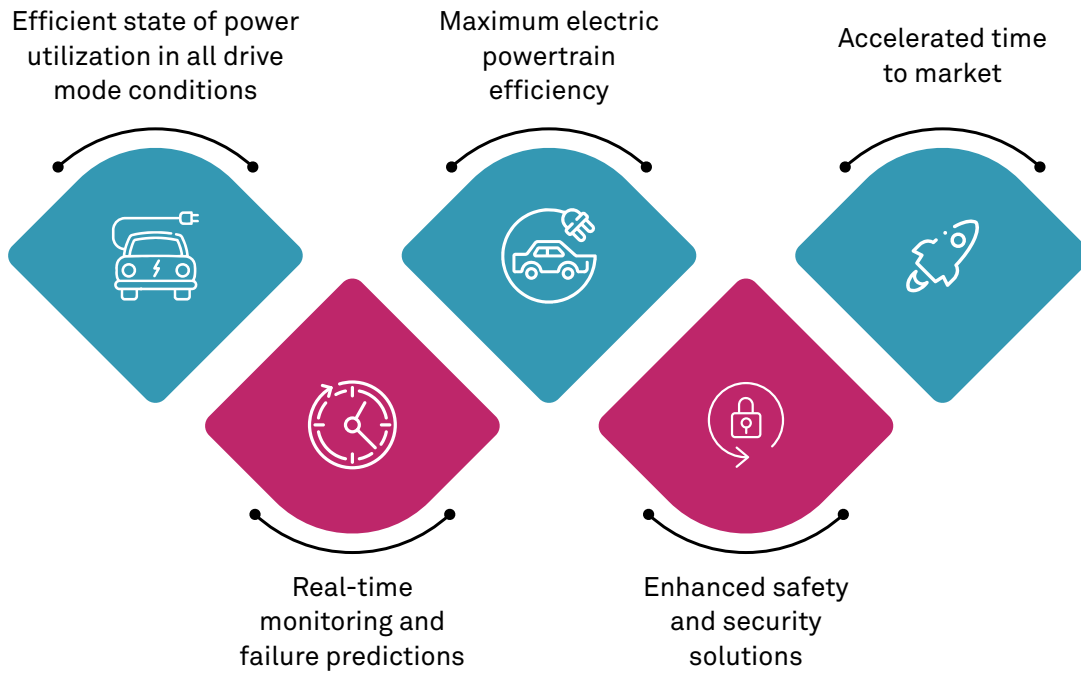 Efficient state of power
utilization in all drive
mode conditions
Maximum electric
powertrain
efficiency
Accelerated time
to market
Real-time
monitoring and
failure predictions
Enhanced safety
and security
solutions